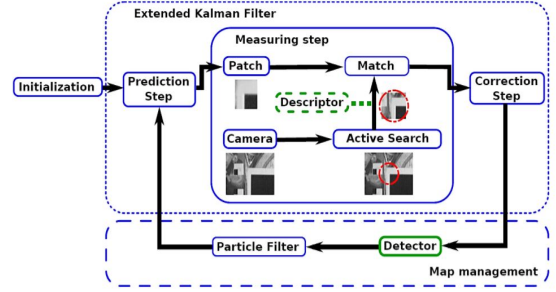 Extended Kalman Filter
Measuring step
Patch
Match
Initialization
Prediction
Step
Correction
Step
Descriptor
Camera
Active Search
Particle Filter
Detector
Map management